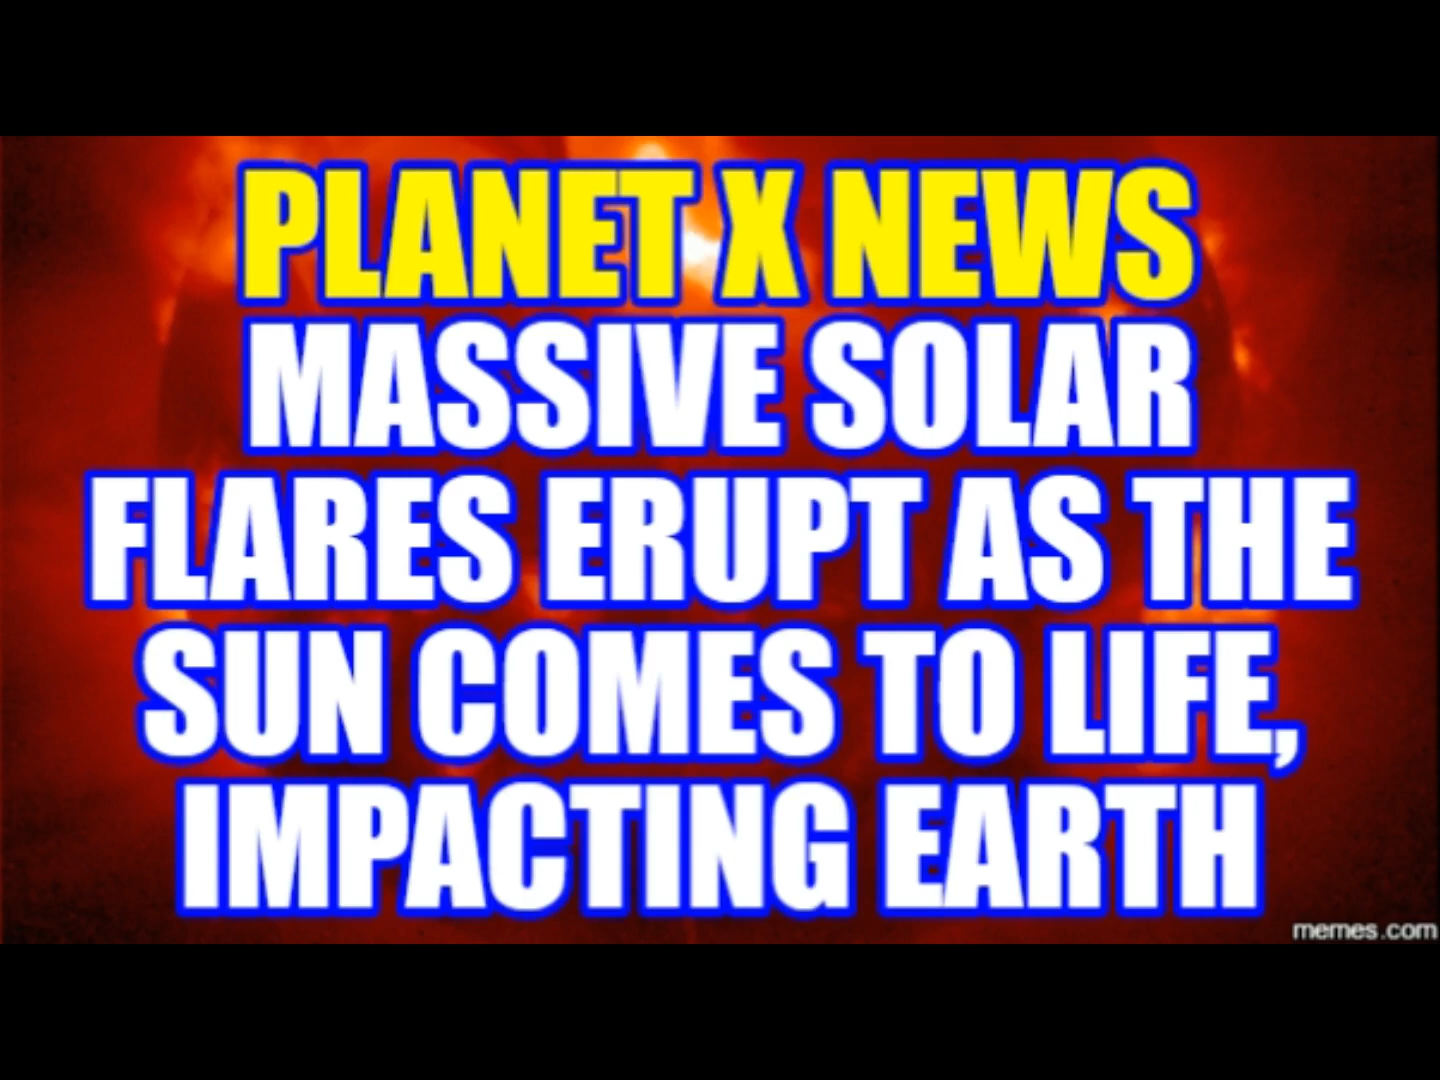 PLANET X NEWS
MASSIVE SOLAR
FLARES ERUPT AS THE
SUN COMES TO LIFE,
IMPACTING EARTH
memes.com